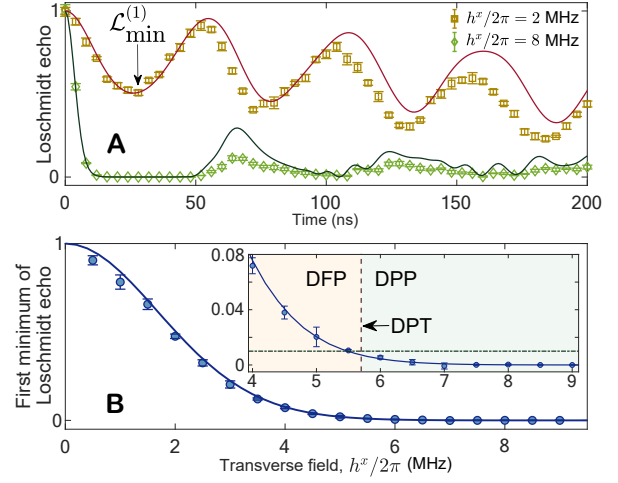 1
0
Loschmidt echo
ℒ_min^(1)
h^x/2π = 2 MHz
h^x/2π = 8 MHz
A
0 50 100 150 200
Time (ns)
1
0
First minimum of
Loschmidt echo
B
0.08
0.04
0
DFP DPP
DPT
4 5 6 7 8 9
0 2 4 6 8
Transverse field, h^x/2π (MHz)